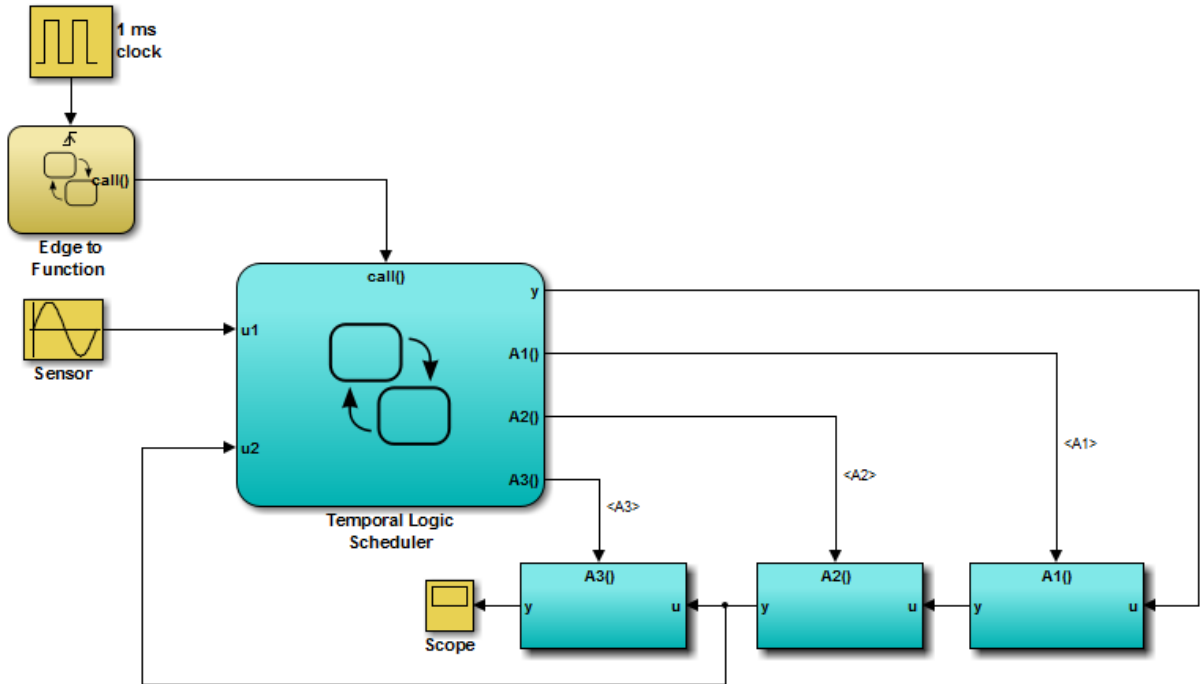 1 ms
clock
call()
Edge to
Function
call()
y
u1
Sensor
A1()
A2()
u2
A3()
<A1>
<A2>
<A3>
Temporal Logic
Scheduler
A3()
A2()
A1()
y
u
y
u
y
u
Scope